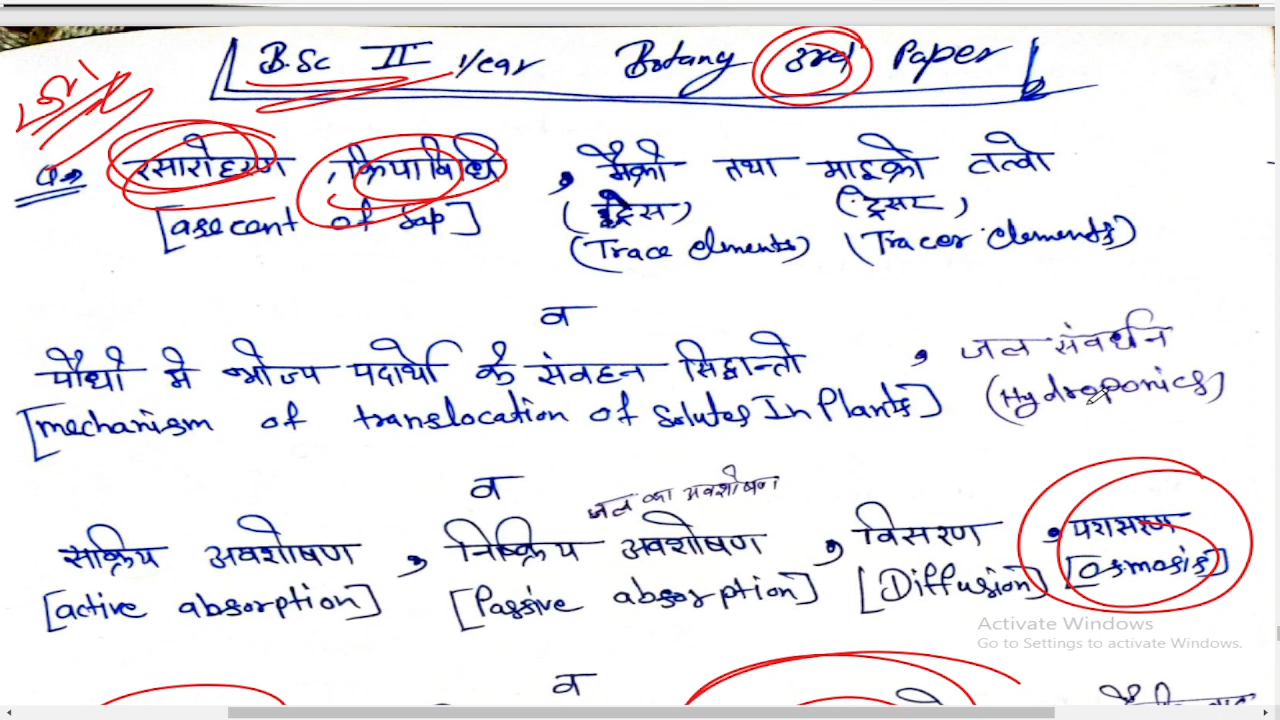 B.Sc II year Botany 3rd Paper
Q. रसारोहण, क्रियाविधि, मैक्रो तथा माइक्रो तत्वो
[asecant of sap] (ट्रेस) (ट्रेसर)
(Trace elements) (Tracer elements)
व
पौधो मे भोज्य पदार्थो के संवहन सिद्वान्तो, जल संवर्धन
[mechanism of translocation of Solutes In Plants] (Hydroponics)
व
जल का अवशोषण
सक्रिय अवशोषण, निष्क्रिय अवशोषण, विसरण, परासरण
[active absorption] [Passive absorption] [Diffusion] [osmosis]
Activate Windows
Go to Settings to activate Windows.
व